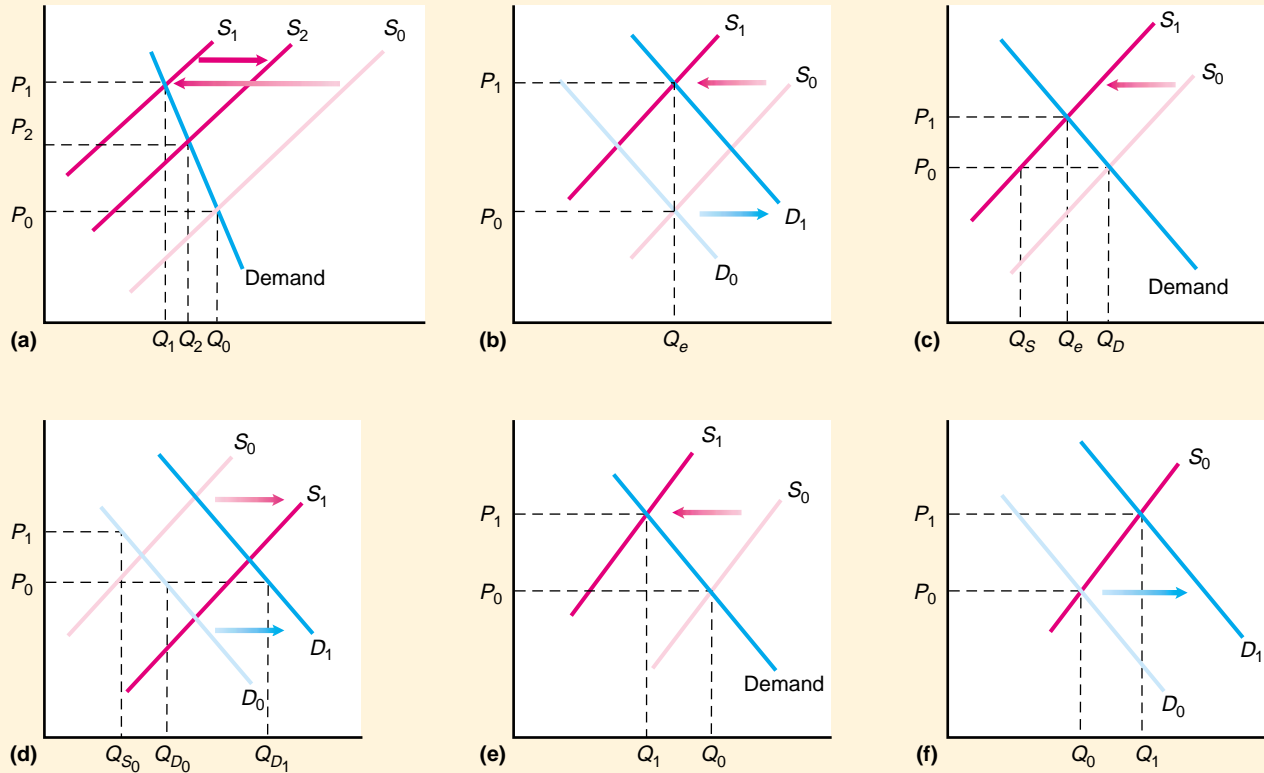 S1 S2 S0
P1
P2
P0
Demand
(a) Q1 Q2 Q0
S1
S0
P1
P0
D1
D0
(b) Qe
S1
S0
P1
P0
Demand
(c) QS Qe QD
S0
S1
P1
P0
D1
D0
(d) QS0 QD0 QD1
S1
S0
P1
P0
Demand
(e) Q1 Q0
S0
P1
P0
D1
D0
(f) Q0 Q1